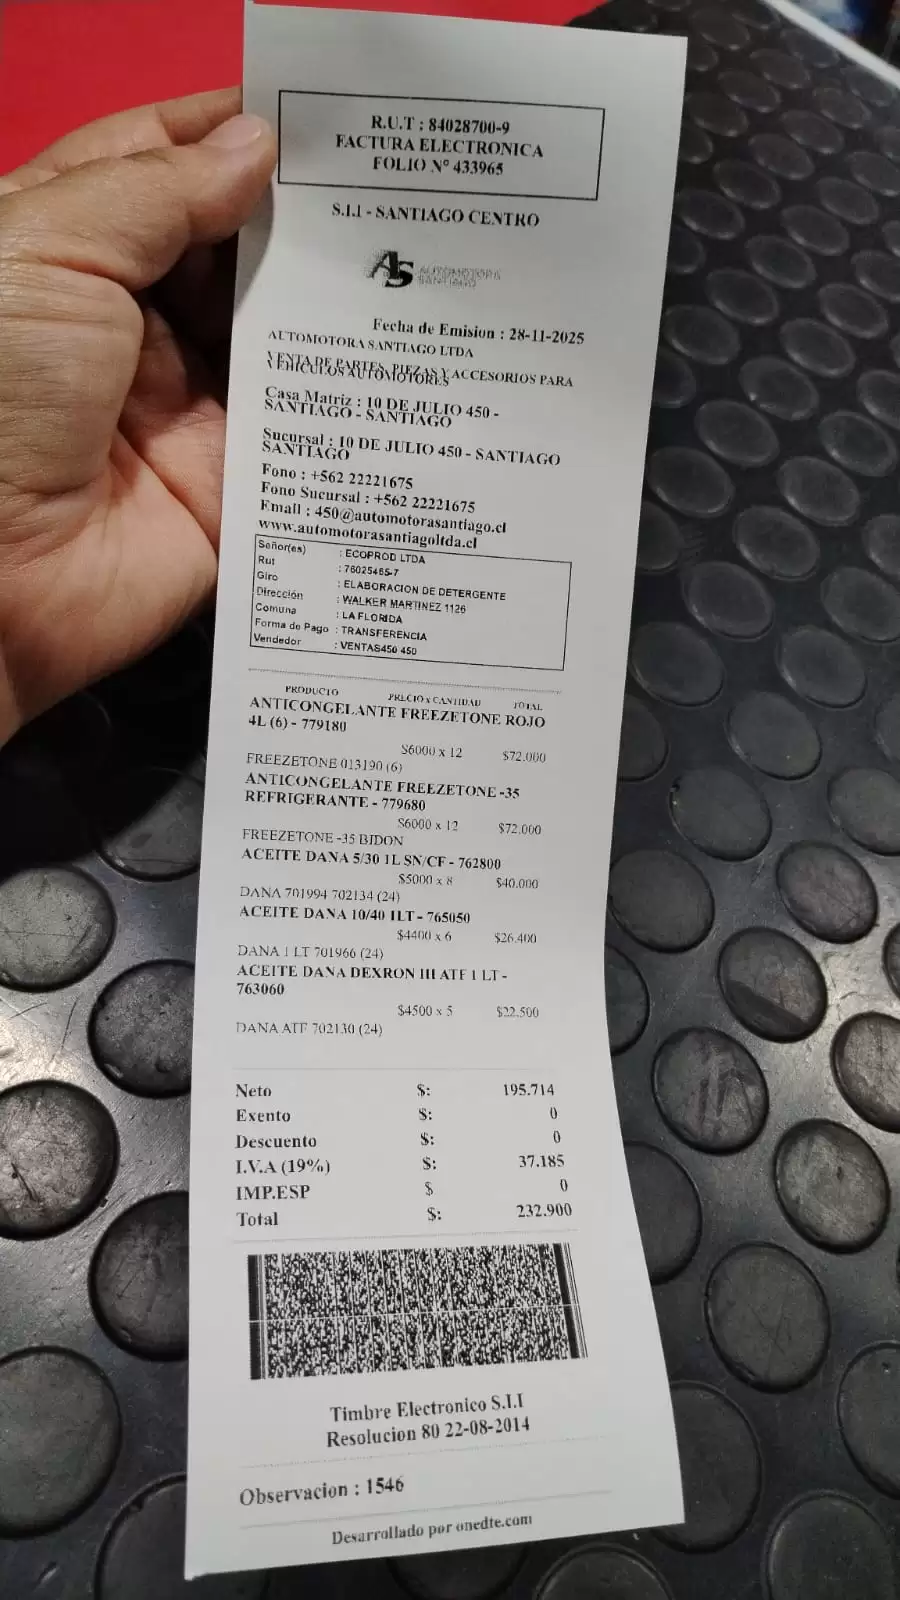 R.U.T : 84028700-9
FACTURA ELECTRONICA
FOLIO N° 433965
S.I.I - SANTIAGO CENTRO
AS AUTOMOTORA
SANTIAGO
Fecha de Emision : 28-11-2025
AUTOMOTORA SANTIAGO LTDA
VENTA DE PARTES, PIEZAS Y ACCESORIOS PARA
VEHICULOS AUTOMOTORES
Casa Matriz : 10 DE JULIO 450 -
SANTIAGO - SANTIAGO
Sucursal : 10 DE JULIO 450 - SANTIAGO
SANTIAGO
Fono : +562 22221675
Fono Sucursal : +562 22221675
Email : 450@automotorasantiago.cl
www.automotorasantiagoltda.cl
Señor(es) : ECOPROD LTDA
Rut : 76025465-7
Giro : ELABORACION DE DETERGENTE
Dirección : WALKER MARTINEZ 1126
Comuna : LA FLORIDA
Forma de Pago : TRANSFERENCIA
Vendedor : VENTAS450 450
PRODUCTO PRECIO x CANTIDAD TOTAL
ANTICONGELANTE FREEZETONE ROJO
4L (6) - 779180
$6000 x 12 $72.000
FREEZETONE 013190 (6)
ANTICONGELANTE FREEZETONE -35
REFRIGERANTE - 779680
$6000 x 12 $72.000
FREEZETONE -35 BIDON
ACEITE DANA 5/30 1L SN/CF - 762800
$5000 x 8 $40.000
DANA 701994 702134 (24)
ACEITE DANA 10/40 1LT - 765050
$4400 x 6 $26.400
DANA 1 LT 701966 (24)
ACEITE DANA DEXRON III ATF 1 LT -
763060
$4500 x 5 $22.500
DANA ATF 702130 (24)
Neto $: 195.714
Exento $: 0
Descuento $: 0
I.V.A (19%) $: 37.185
IMP.ESP $ 0
Total $: 232.900
Timbre Electronico S.I.I
Resolucion 80 22-08-2014
Observacion : 1546
Desarrollado por onedte.com